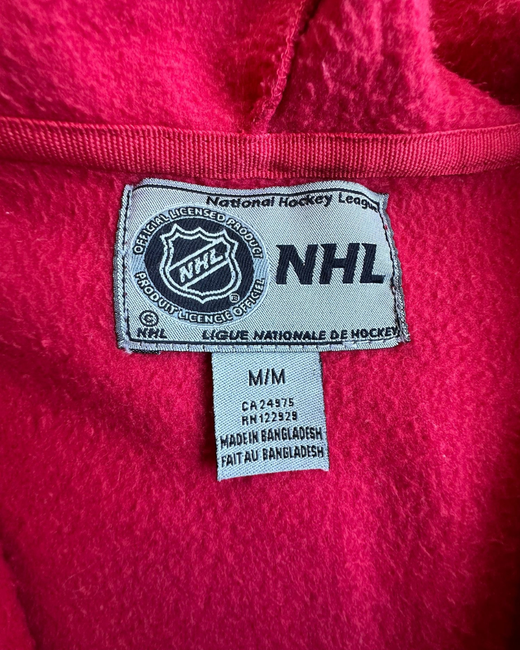 National Hockey League
OFFICIAL LICENSED PRODUCT
NHL
®
PRODUIT LICENCIÉ OFFICIEL
NHL
© NHL
LIGUE NATIONALE DE HOCKEY
M/M
CA 24975
RN 122929
MADE IN BANGLADESH
FAIT AU BANGLADESH